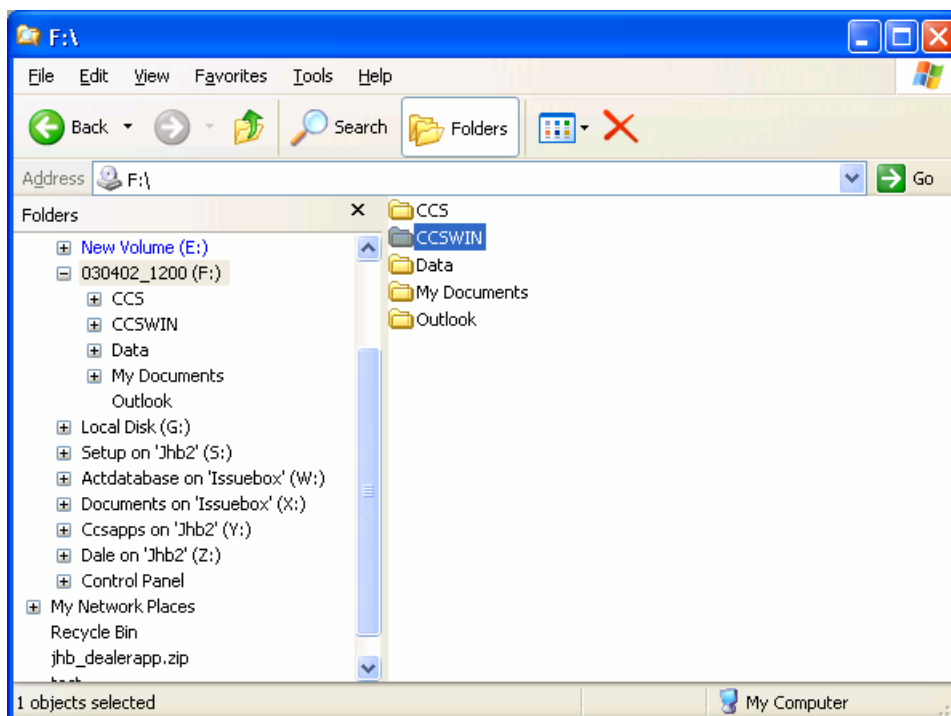 F:\
File Edit View Favorites Tools Help
Back Search Folders
Address F:\ Go
Folders
New Volume (E:)
030402_1200 (F:)
CCS
CCSWIN
Data
My Documents
Outlook
Local Disk (G:)
Setup on 'Jhb2' (S:)
Actdatabase on 'Issuebox' (W:)
Documents on 'Issuebox' (X:)
Ccsapps on 'Jhb2' (Y:)
Dale on 'Jhb2' (Z:)
Control Panel
My Network Places
Recycle Bin
jhb_dealerapp.zip
CCS
CCSWIN
Data
My Documents
Outlook
1 objects selected
My Computer